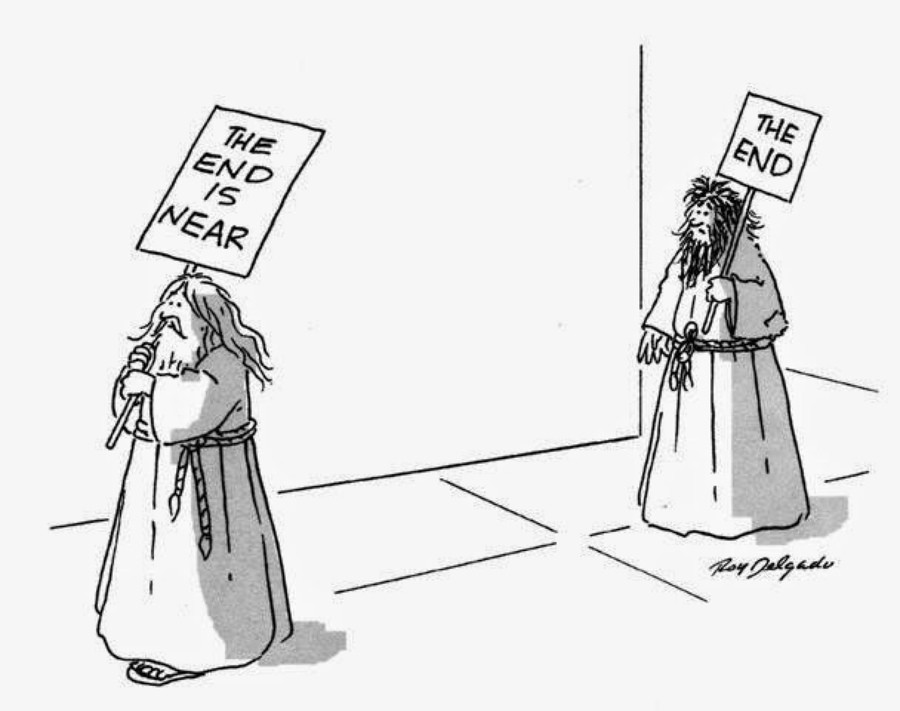 THE
END
IS
NEAR
THE
END
Roy Delgado